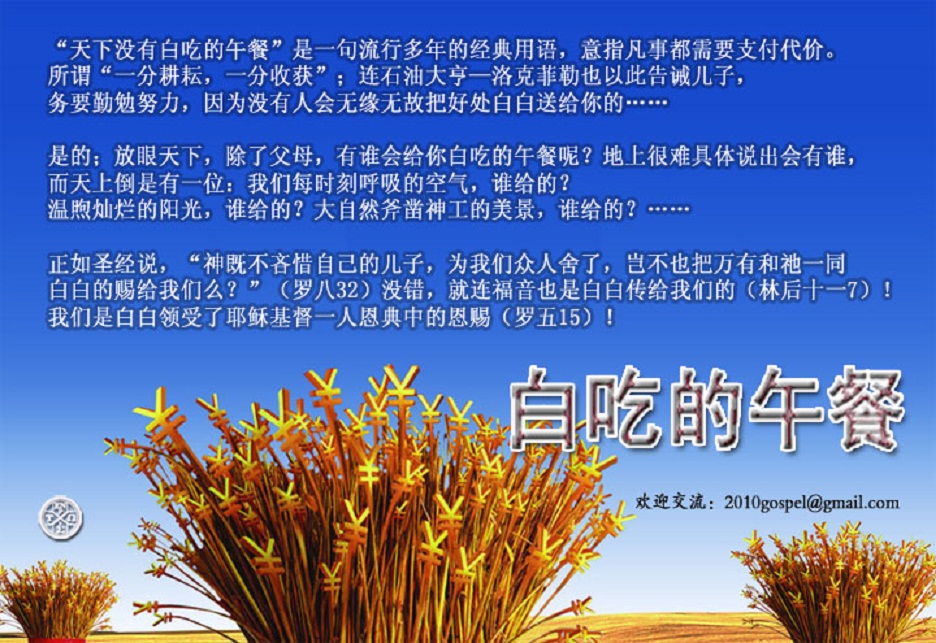 “天下没有白吃的午餐”是一句流行多年的经典用语，意指凡事都需要支付代价。
所谓“一分耕耘，一分收获”；连石油大亨—洛克菲勒也以此告诫儿子，
务要勤勉努力，因为没有人会无缘无故把好处白白送给你的……
是的；放眼天下，除了父母，有谁会给你白吃的午餐呢？地上很难具体说出会有谁，
而天上倒是有一位：我们每时刻呼吸的空气，谁给的？
温煦灿烂的阳光，谁给的？大自然斧凿神工的美景，谁给的？……
正如圣经说，“神既不吝惜自己的儿子，为我们众人舍了，岂不也把万有和祂一同
白白的赐给我们么？”（罗八32）没错，就连福音也是白白传给我们的（林后十一7）！
我们是白白领受了耶稣基督一人恩典中的恩赐（罗五15）！
白吃的午餐
欢迎交流：2010gospel@gmail.com